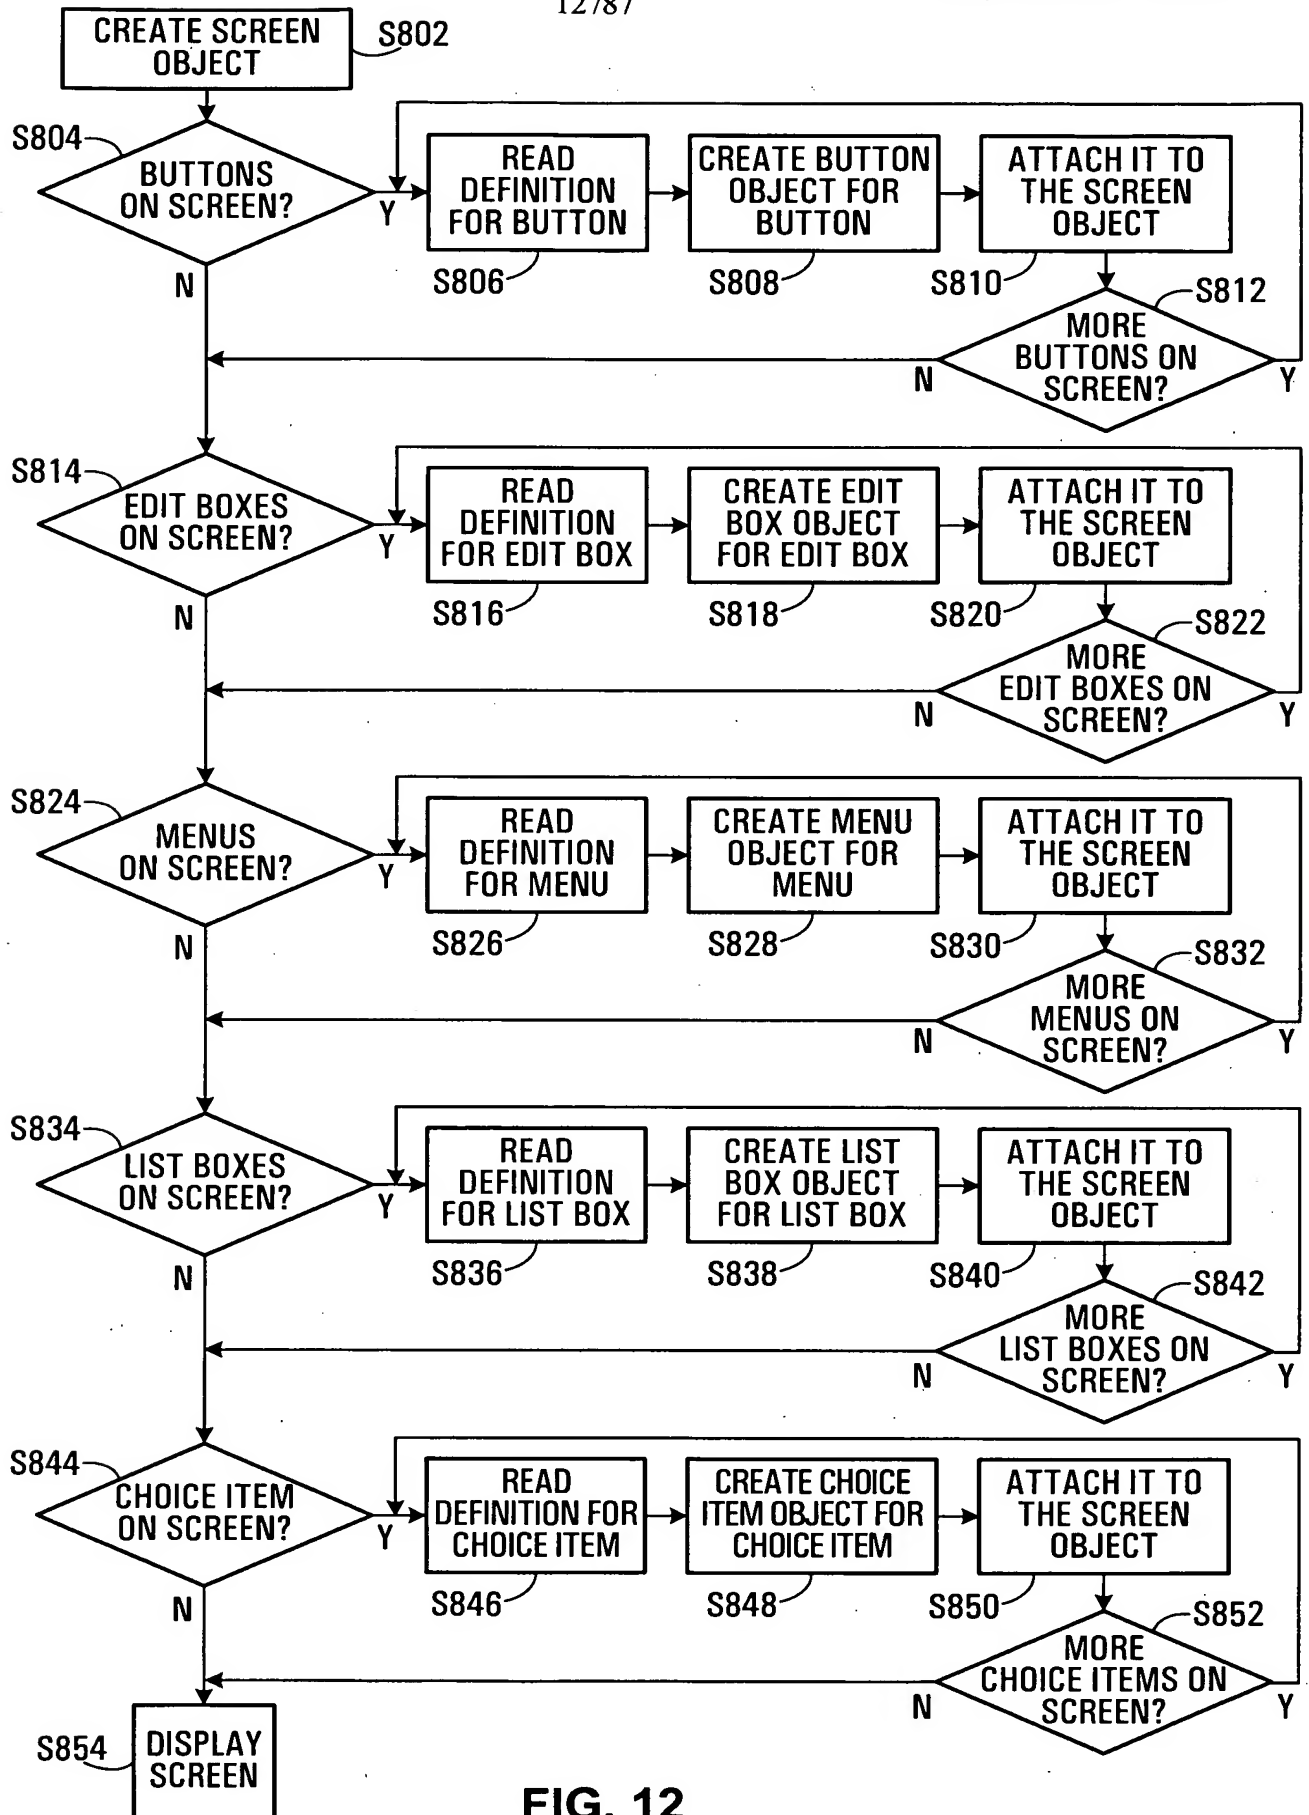 12/87
CREATE SCREEN
OBJECT
S802
S804
BUTTONS
ON SCREEN?
Y
N
READ
DEFINITION
FOR BUTTON
S806
CREATE BUTTON
OBJECT FOR
BUTTON
S808
ATTACH IT TO
THE SCREEN
OBJECT
S810
S812
MORE
BUTTONS ON
SCREEN?
N
Y
S814
EDIT BOXES
ON SCREEN?
Y
N
READ
DEFINITION
FOR EDIT BOX
S816
CREATE EDIT
BOX OBJECT
FOR EDIT BOX
S818
ATTACH IT TO
THE SCREEN
OBJECT
S820
S822
MORE
EDIT BOXES ON
SCREEN?
N
Y
S824
MENUS
ON SCREEN?
Y
N
READ
DEFINITION
FOR MENU
S826
CREATE MENU
OBJECT FOR
MENU
S828
ATTACH IT TO
THE SCREEN
OBJECT
S830
S832
MORE
MENUS ON
SCREEN?
N
Y
S834
LIST BOXES
ON SCREEN?
Y
N
READ
DEFINITION
FOR LIST BOX
S836
CREATE LIST
BOX OBJECT
FOR LIST BOX
S838
ATTACH IT TO
THE SCREEN
OBJECT
S840
S842
MORE
LIST BOXES ON
SCREEN?
N
Y
S844
CHOICE ITEM
ON SCREEN?
Y
N
READ
DEFINITION FOR
CHOICE ITEM
S846
CREATE CHOICE
ITEM OBJECT FOR
CHOICE ITEM
S848
ATTACH IT TO
THE SCREEN
OBJECT
S850
S852
MORE
CHOICE ITEMS ON
SCREEN?
N
Y
S854
DISPLAY
SCREEN
FIG. 12